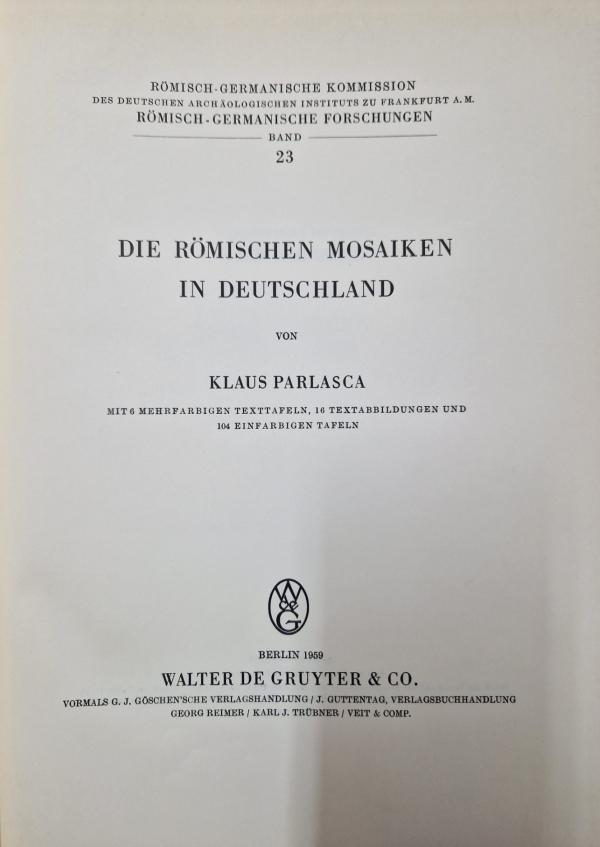 RÖMISCH-GERMANISCHE KOMMISSION
DES DEUTSCHEN ARCHÄOLOGISCHEN INSTITUTS ZU FRANKFURT A. M.
RÖMISCH-GERMANISCHE FORSCHUNGEN
BAND
23
DIE RÖMISCHEN MOSAIKEN
IN DEUTSCHLAND
VON
KLAUS PARLASCA
MIT 6 MEHRFARBIGEN TEXTTAFELN, 16 TEXTABBILDUNGEN UND
104 EINFARBIGEN TAFELN
W
&
G
BERLIN 1959
WALTER DE GRUYTER & CO.
VORMALS G. J. GÖSCHEN'SCHE VERLAGSHANDLUNG / J. GUTTENTAG, VERLAGSBUCHHANDLUNG
GEORG REIMER / KARL J. TRÜBNER / VEIT & COMP.